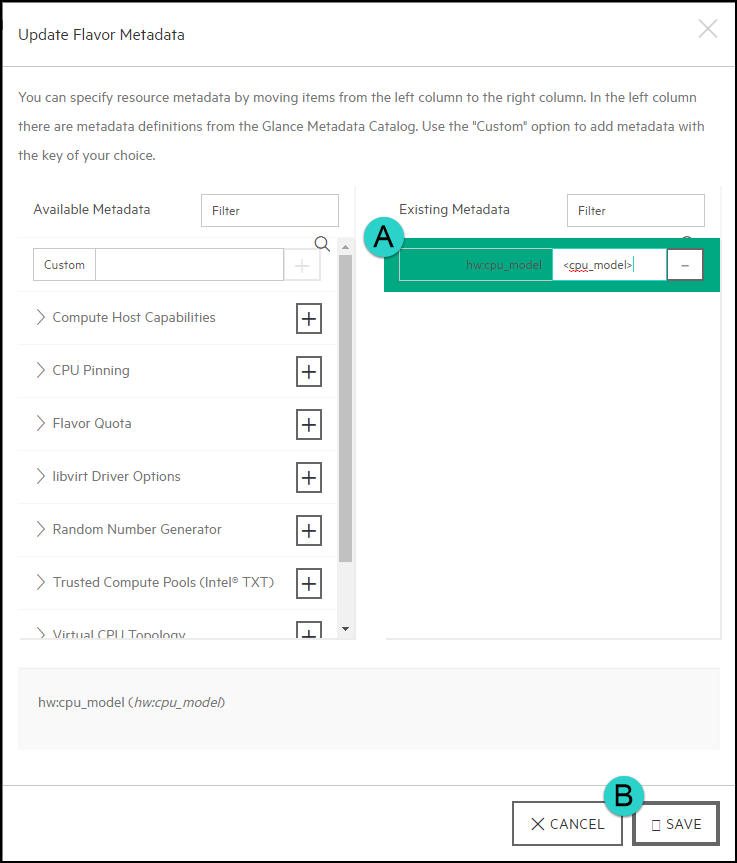 Update Flavor Metadata
You can specify resource metadata by moving items from the left column to the right column. In the left column
there are metadata definitions from the Glance Metadata Catalog. Use the "Custom" option to add metadata with
the key of your choice.
Available Metadata
Filter
Existing Metadata
Filter
A
Custom
hw:cpu_model
<cpu_model>
Compute Host Capabilities
CPU Pinning
Flavor Quota
libvirt Driver Options
Random Number Generator
Trusted Compute Pools (Intel® TXT)
Virtual CPU Topology
hw:cpu_model (hw:cpu_model)
B
CANCEL
SAVE